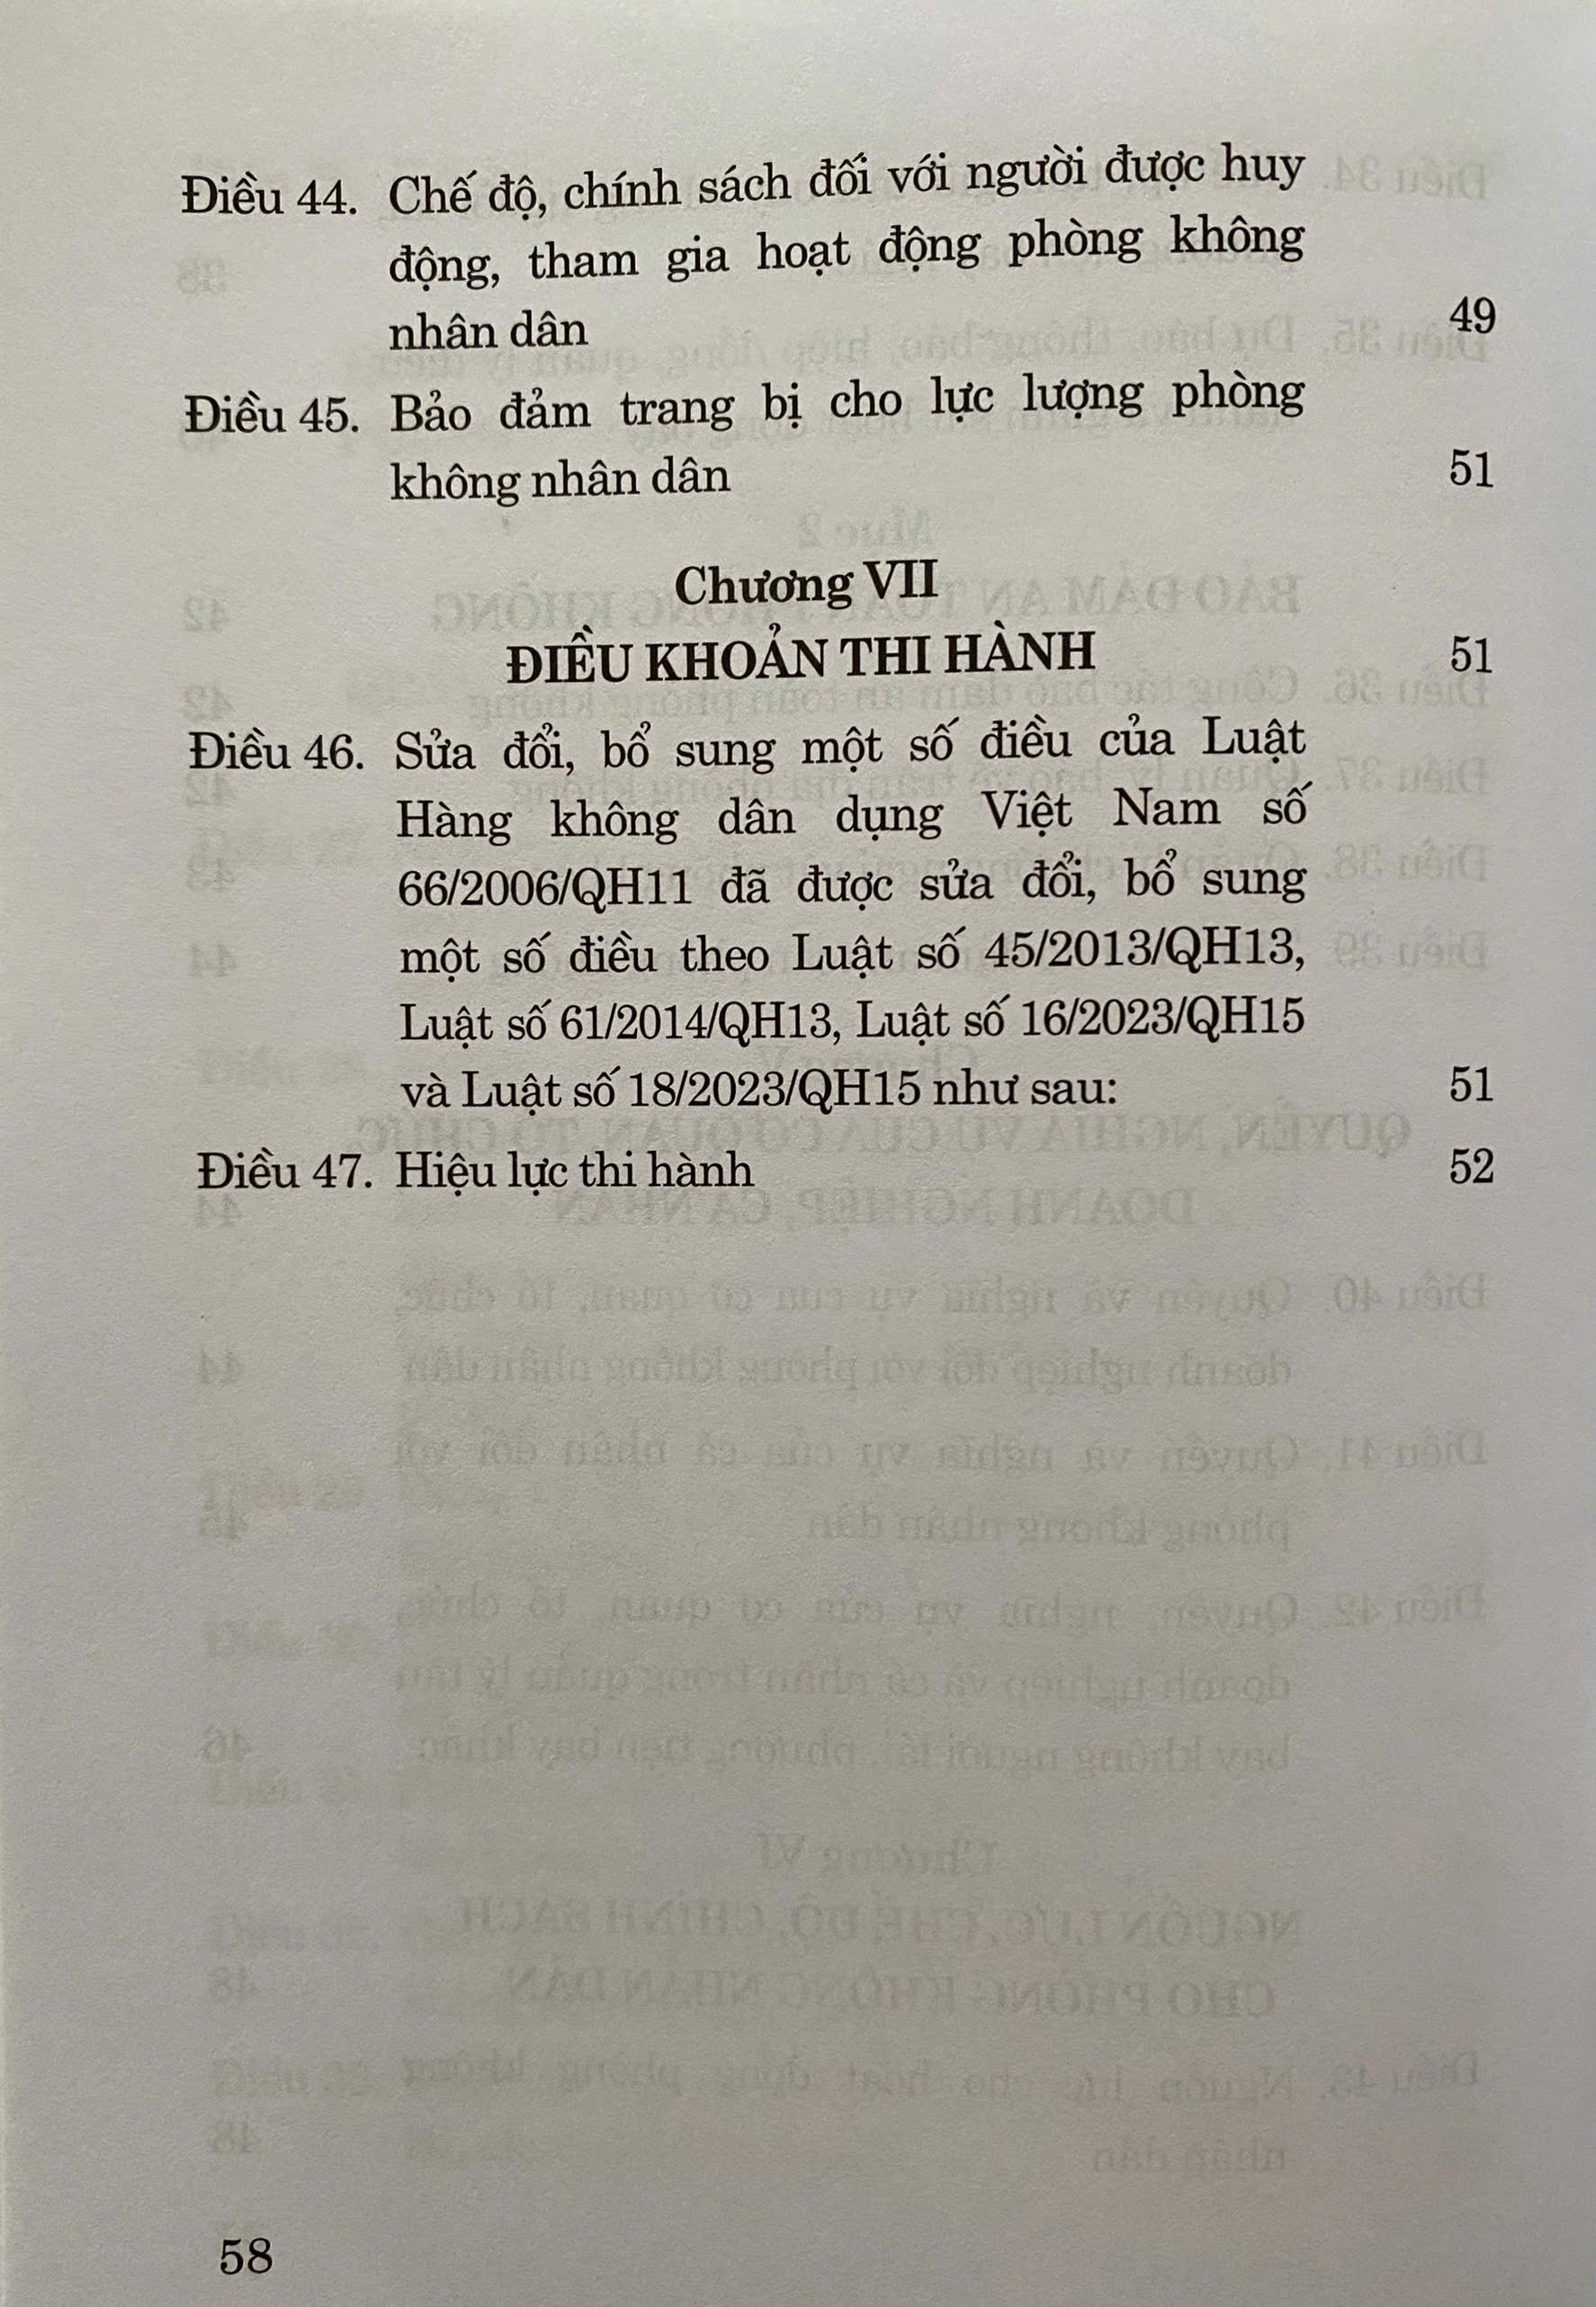 Điều 44. Chế độ, chính sách đối với người được huy
động, tham gia hoạt động phòng không
nhân dân 49
Điều 45. Bảo đảm trang bị cho lực lượng phòng
không nhân dân 51
Chương VII
ĐIỀU KHOẢN THI HÀNH 51
Điều 46. Sửa đổi, bổ sung một số điều của Luật
Hàng không dân dụng Việt Nam số
66/2006/QH11 đã được sửa đổi, bổ sung
một số điều theo Luật số 45/2013/QH13,
Luật số 61/2014/QH13, Luật số 16/2023/QH15
và Luật số 18/2023/QH15 như sau: 51
Điều 47. Hiệu lực thi hành 52
58